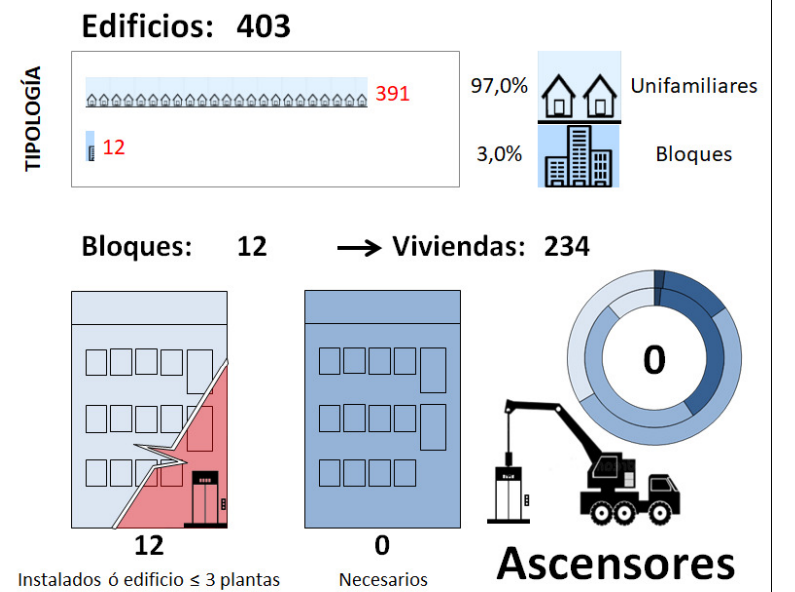 Edificios: 403
TIPOLOGÍA
391
12
97,0%
Unifamiliares
3,0%
Bloques
Bloques: 12
Viviendas: 234
0
12
Instalados ó edificio ≤ 3 plantas
0
Necesarios
Ascensores